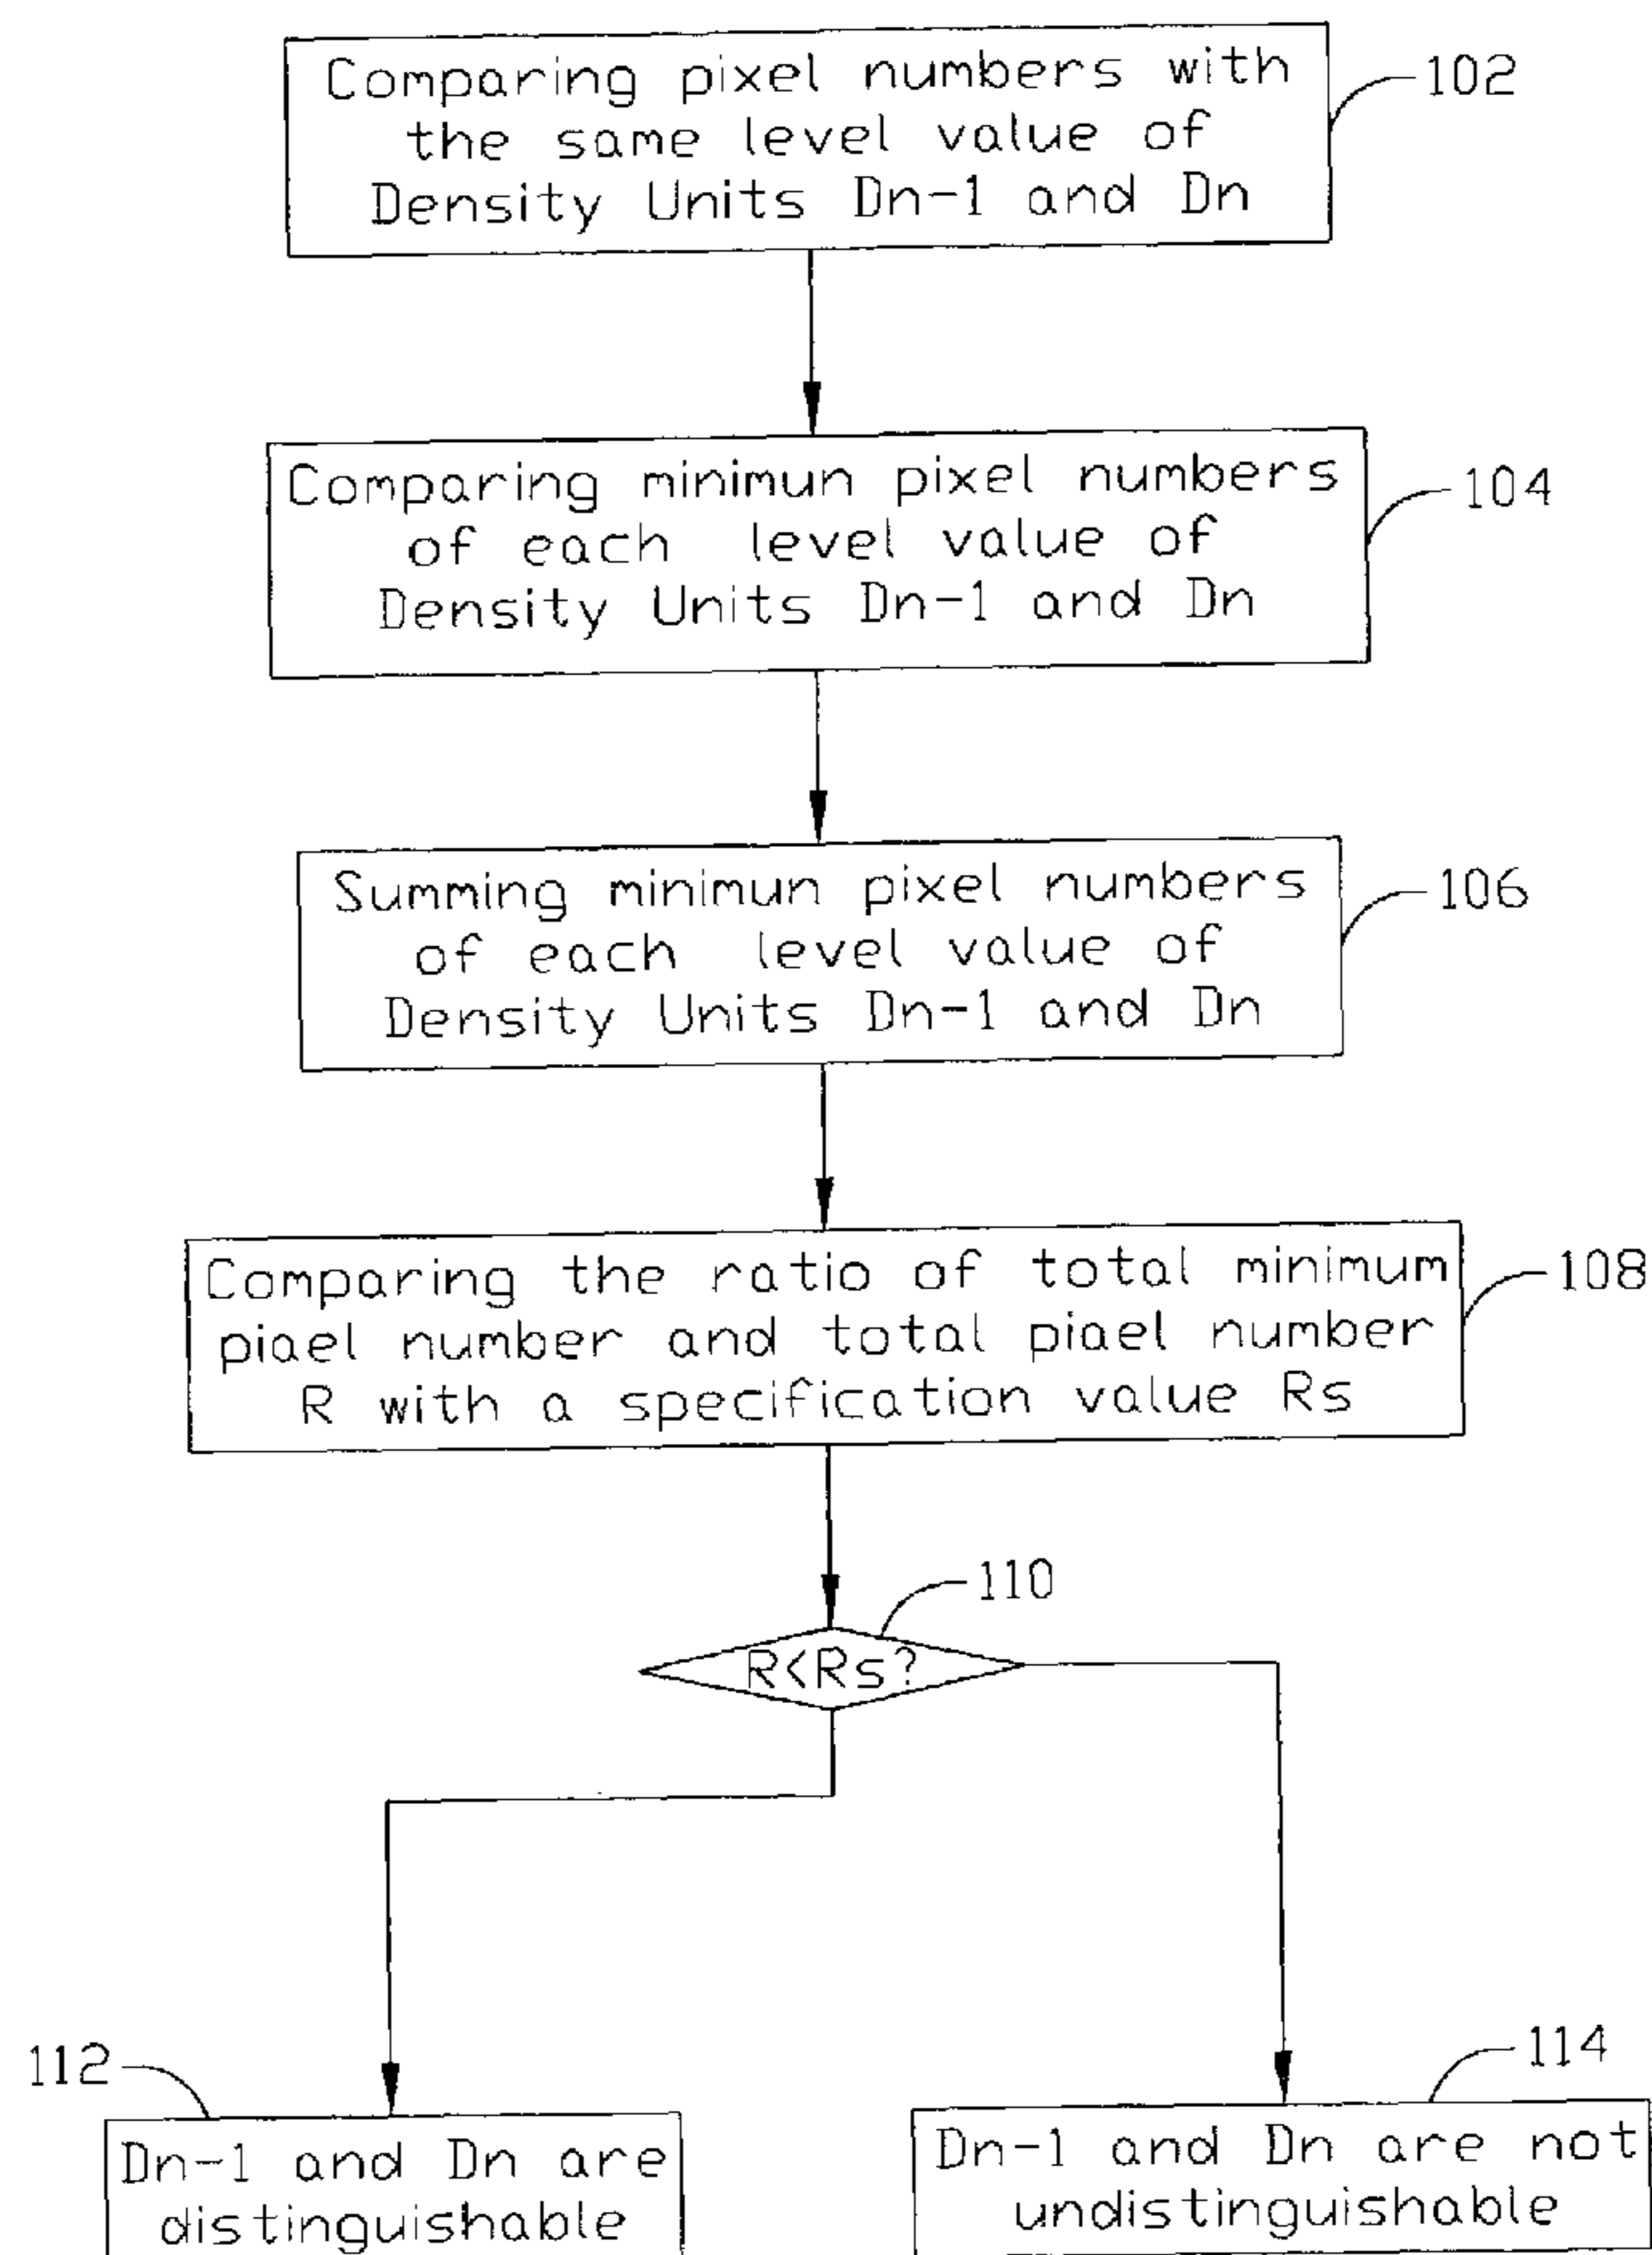 Comparing pixel numbers with
the same level value of
Density Units Dn-1 and Dn
102
Comparing minimun pixel numbers
of each level value of
Density Units Dn-1 and Dn
104
Summing minimun pixel numbers
of each level value of
Density Units Dn-1 and Dn
106
Comparing the ratio of total minimum
piael number and total piael number
R with a specification value Rs
108
110
R<Rs?
112
114
Dn-1 and Dn are
distinguishable
Dn-1 and Dn are not
undistinguishable